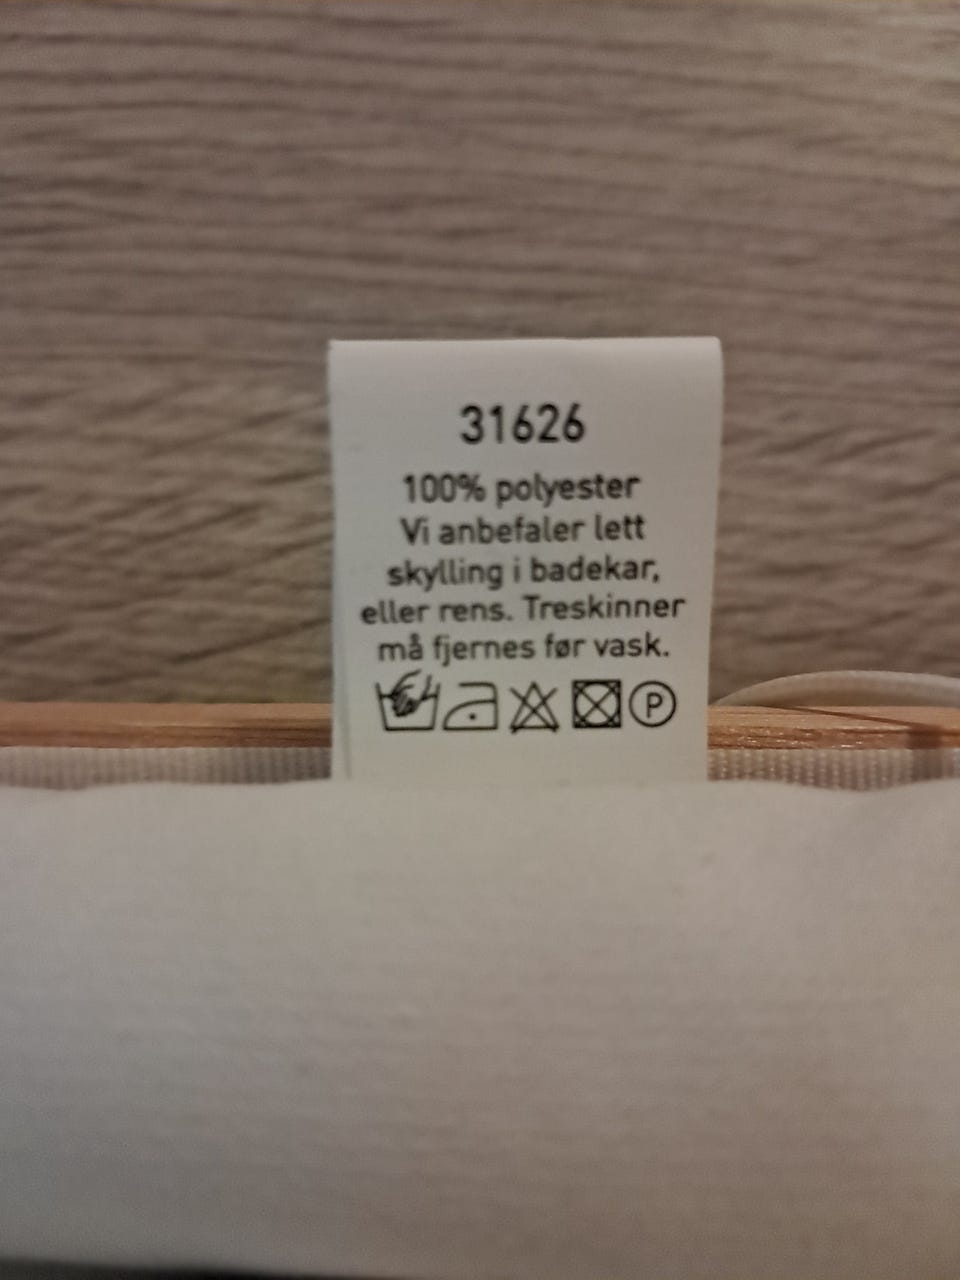 31626
100% polyester
Vi anbefaler lett
skylling i badekar,
eller rens. Treskinner
må fjernes før vask.
P